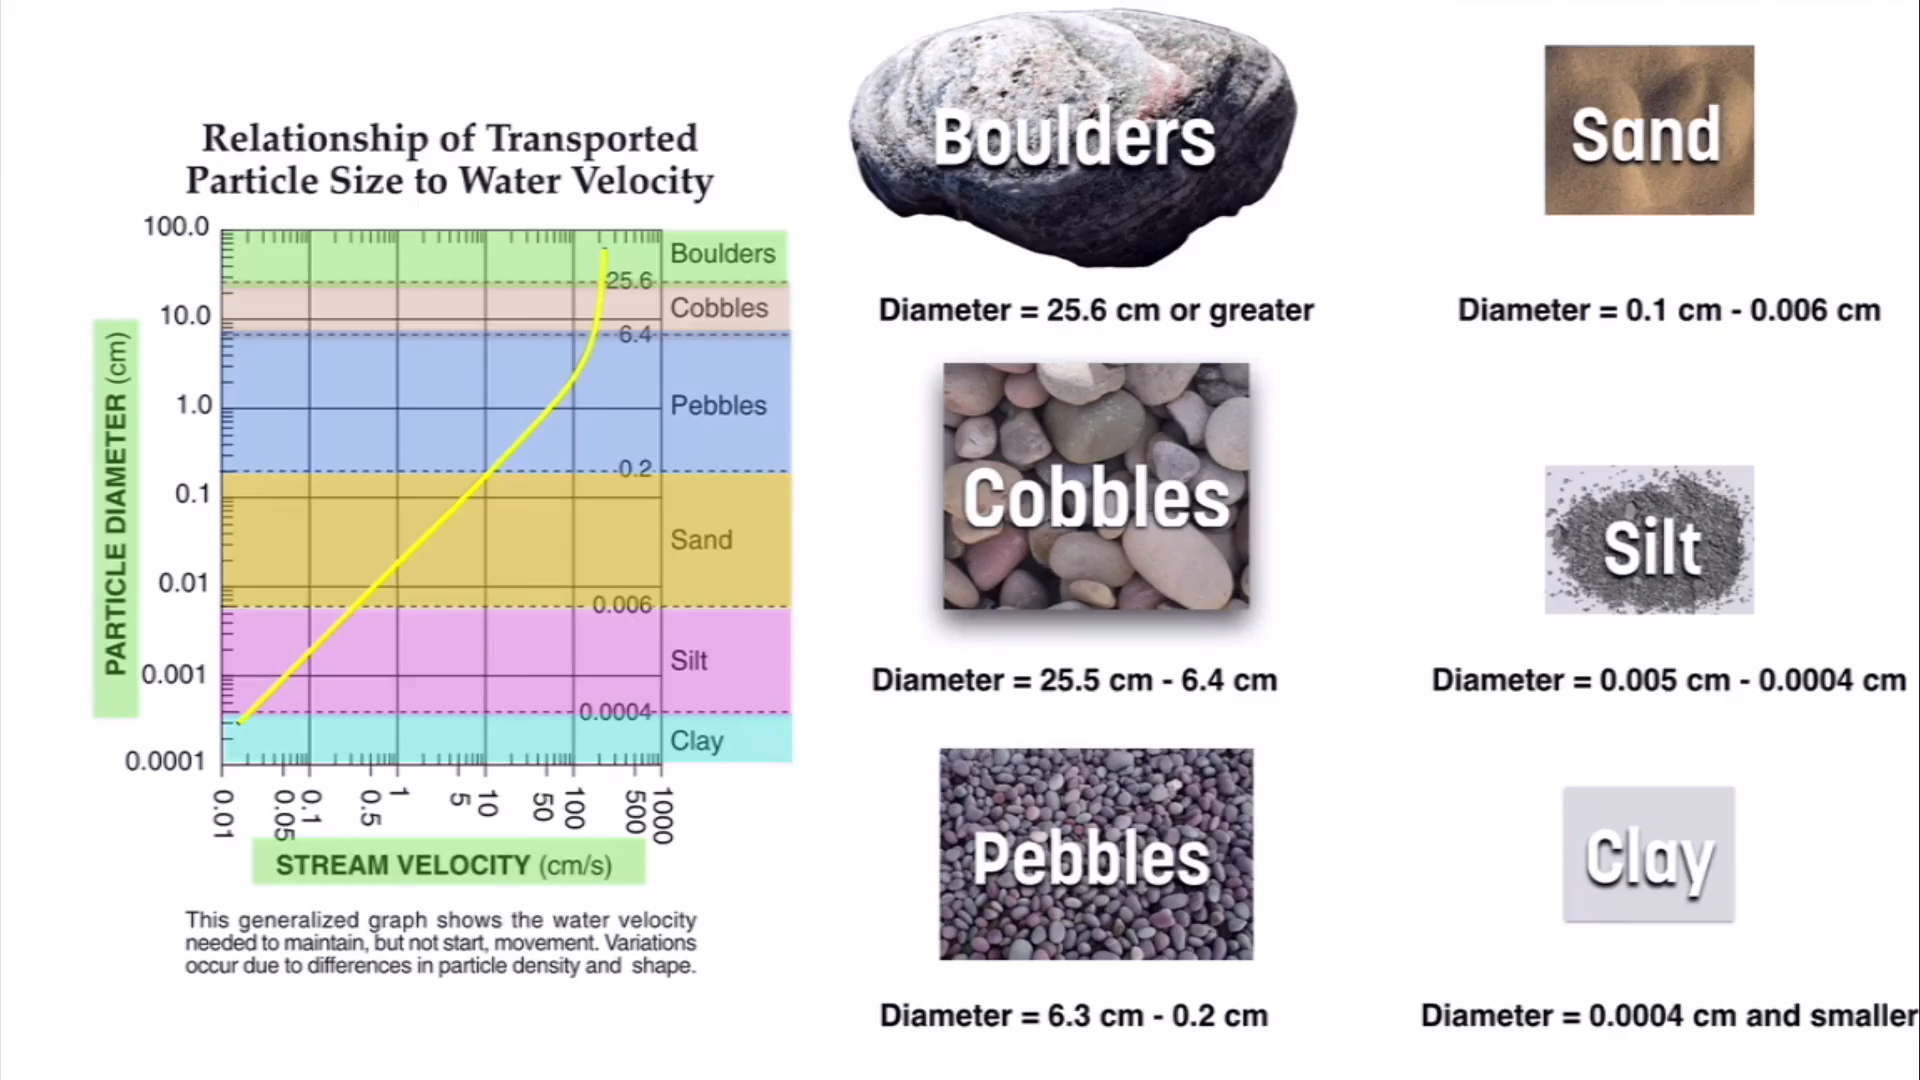 Relationship of Transported
Particle Size to Water Velocity
PARTICLE DIAMETER (cm)
100.0
10.0
1.0
0.1
0.01
0.001
0.0001
Boulders
25.6
Cobbles
6.4
Pebbles
0.2
Sand
0.006
Silt
0.0004
Clay
0.01
0.05
0.1
0.5
1
5
10
50
100
500
1000
STREAM VELOCITY (cm/s)
This generalized graph shows the water velocity
needed to maintain, but not start, movement. Variations
occur due to differences in particle density and shape.
Boulders
Diameter = 25.6 cm or greater
Cobbles
Diameter = 25.5 cm - 6.4 cm
Pebbles
Diameter = 6.3 cm - 0.2 cm
Sand
Diameter = 0.1 cm - 0.006 cm
Silt
Diameter = 0.005 cm - 0.0004 cm
Clay
Diameter = 0.0004 cm and smaller